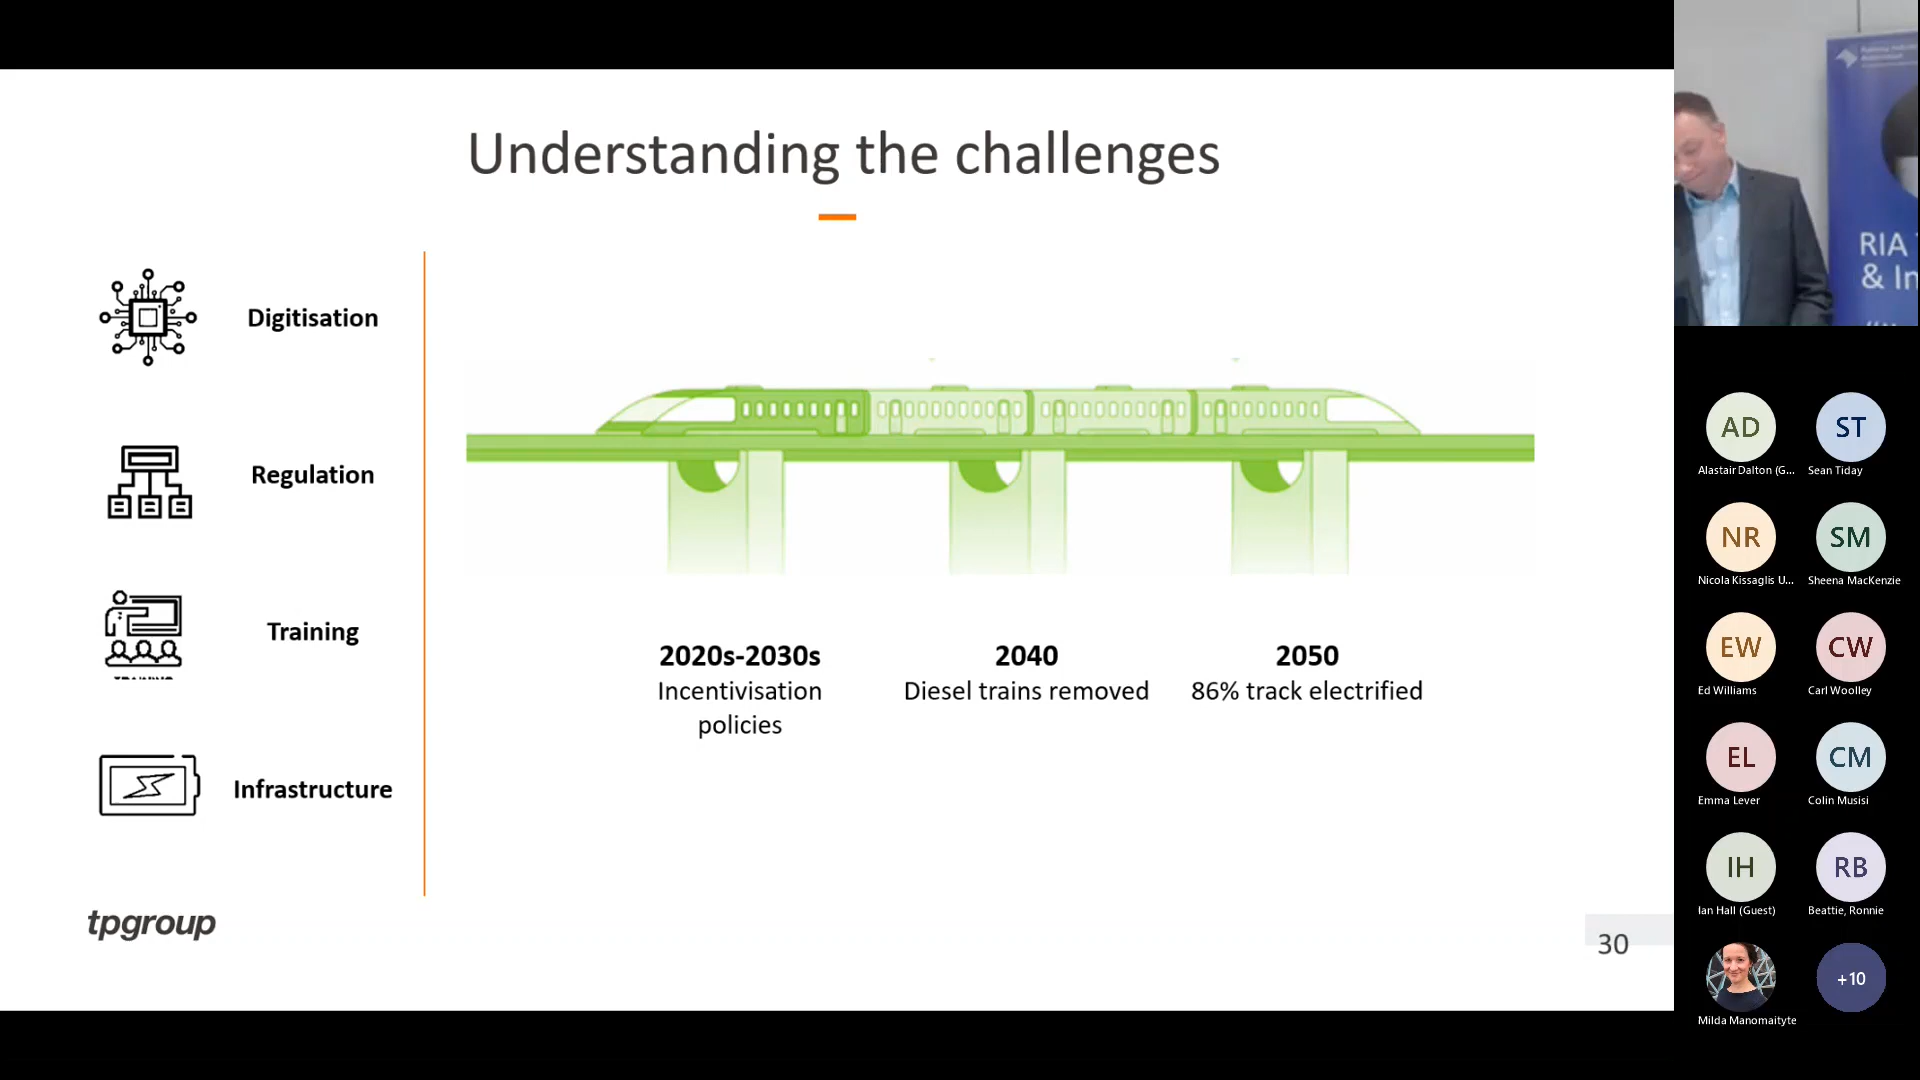 Understanding the challenges
Digitisation
Regulation
Training
Infrastructure
2020s-2030s
Incentivisation
policies
2040
Diesel trains removed
2050
86% track electrified
tpgroup
30
RIA
& In
AD
ST
Alastair Dalton (G...
Sean Tiday
NR
SM
Nicola Kissaglis U...
Sheena MacKenzie
EW
CW
Ed Williams
Carl Woolley
EL
CM
Emma Lever
Colin Musisi
IH
RB
Ian Hall (Guest)
Beattie, Ronnie
+10
Milda Manomaityte